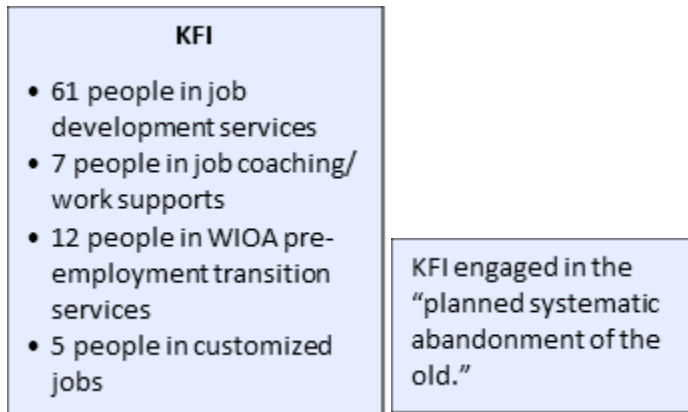 KFI
• 61 people in job
development services
• 7 people in job coaching/
work supports
• 12 people in WIOA pre-
employment transition
services
• 5 people in customized
jobs
KFI engaged in the
“planned systematic
abandonment of the
old.”